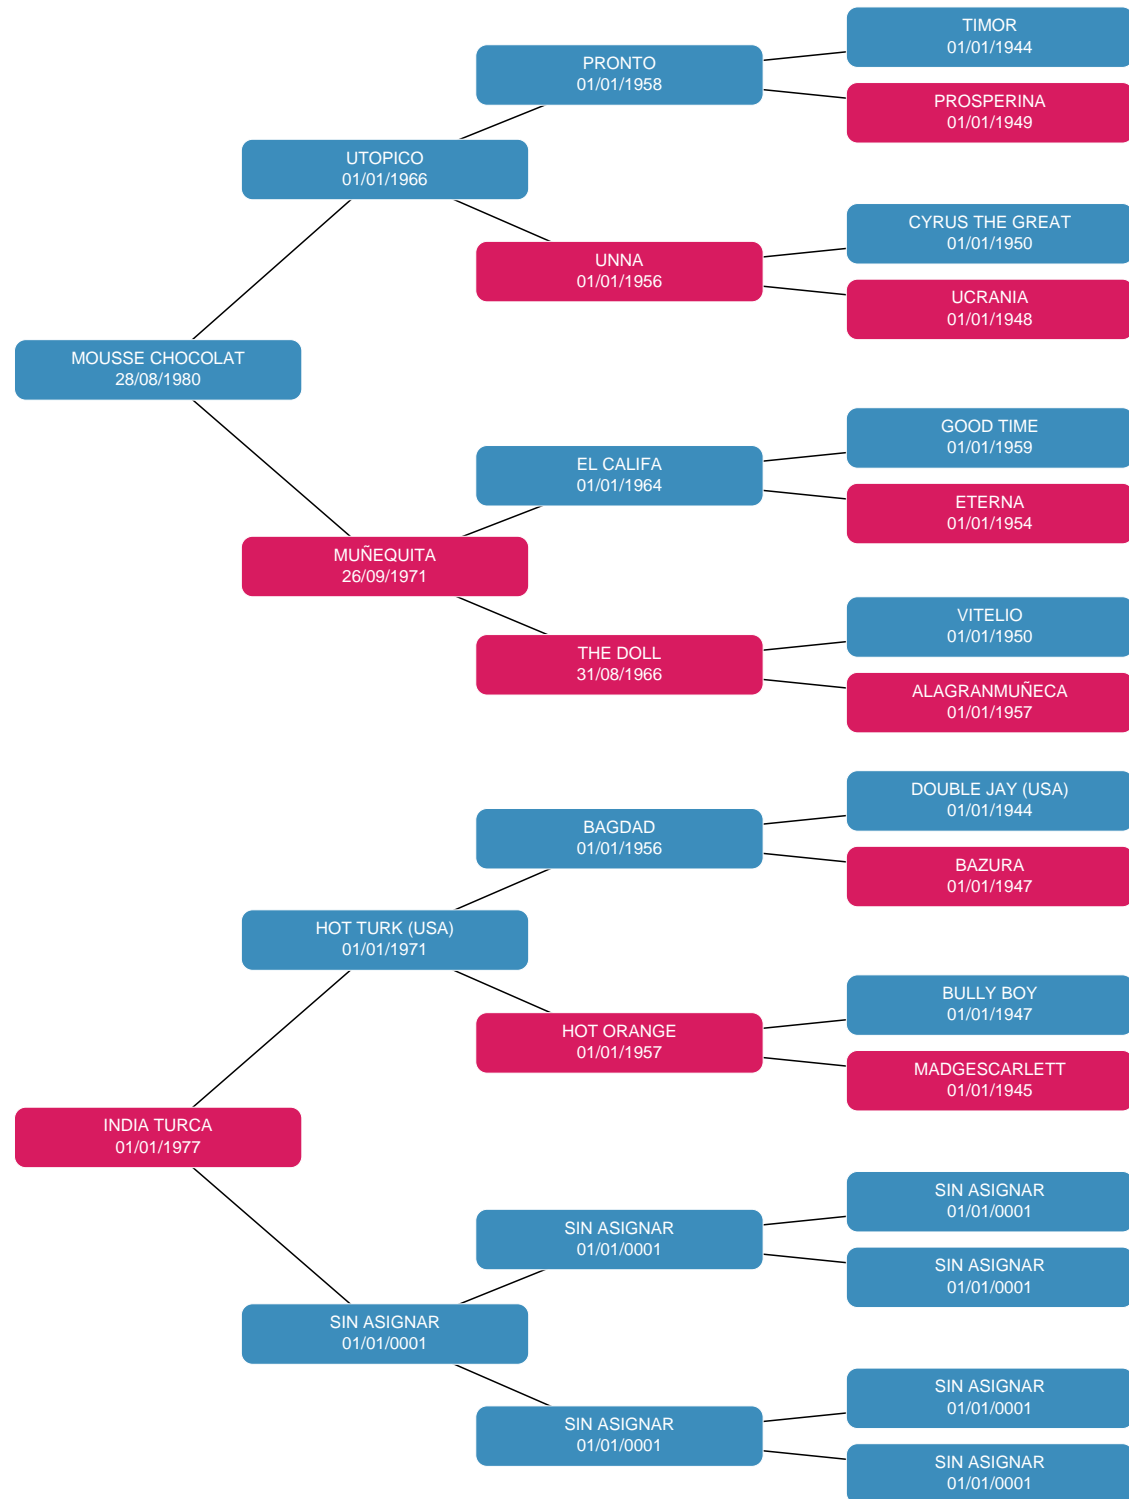 TIMOR
01/01/1944
PRONTO
01/01/1958
PROSPERINA
01/01/1949
UTOPICO
01/01/1966
CYRUS THE GREAT
01/01/1950
UNNA
01/01/1956
UCRANIA
01/01/1948
MOUSSE CHOCOLAT
28/08/1980
GOOD TIME
01/01/1959
EL CALIFA
01/01/1964
ETERNA
01/01/1954
MUÑEQUITA
26/09/1971
VITELIO
01/01/1950
THE DOLL
31/08/1966
ALAGRANMUÑECA
01/01/1957
DOUBLE JAY (USA)
01/01/1944
BAGDAD
01/01/1956
BAZURA
01/01/1947
HOT TURK (USA)
01/01/1971
BULLY BOY
01/01/1947
HOT ORANGE
01/01/1957
MADGESCARLETT
01/01/1945
INDIA TURCA
01/01/1977
SIN ASIGNAR
01/01/0001
SIN ASIGNAR
01/01/0001
SIN ASIGNAR
01/01/0001
SIN ASIGNAR
01/01/0001
SIN ASIGNAR
01/01/0001
SIN ASIGNAR
01/01/0001
SIN ASIGNAR
01/01/0001